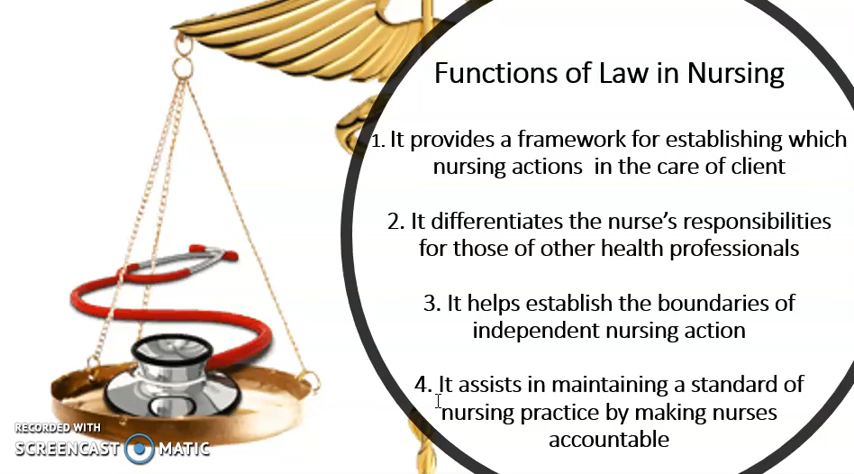 Functions of Law in Nursing
1. It provides a framework for establishing which
nursing actions in the care of client
2. It differentiates the nurse's responsibilities
for those of other health professionals
3. It helps establish the boundaries of
independent nursing action
4. It assists in maintaining a standard of
nursing practice by making nurses
accountable
RECORDED WITH
SCREENCAST MATIC